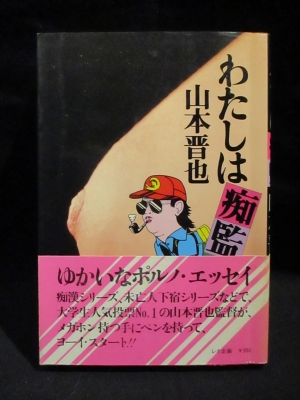 わたしは
痴監
山本晋也
ゆかいなポルノ・エッセイ
痴漢シリーズ、未亡人下宿シリーズなどで、
大学生人気投票No.1の山本晋也監督が、
メガホン持つ手にペンを持って、
ヨーイ・スタート!!